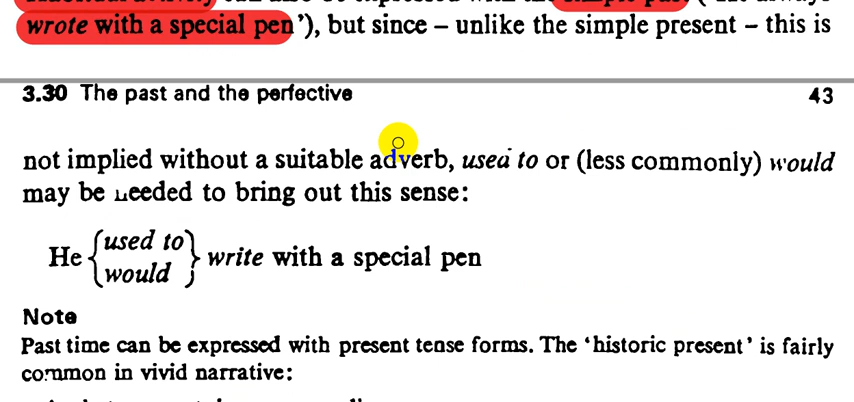 wrote with a special pen’), but since – unlike the simple present – this is
3.30 The past and the perfective 43
not implied without a suitable adverb, used to or (less commonly) would
may be needed to bring out this sense:
He {used to / would} write with a special pen
Note
Past time can be expressed with present tense forms. The ‘historic present’ is fairly
common in vivid narrative: